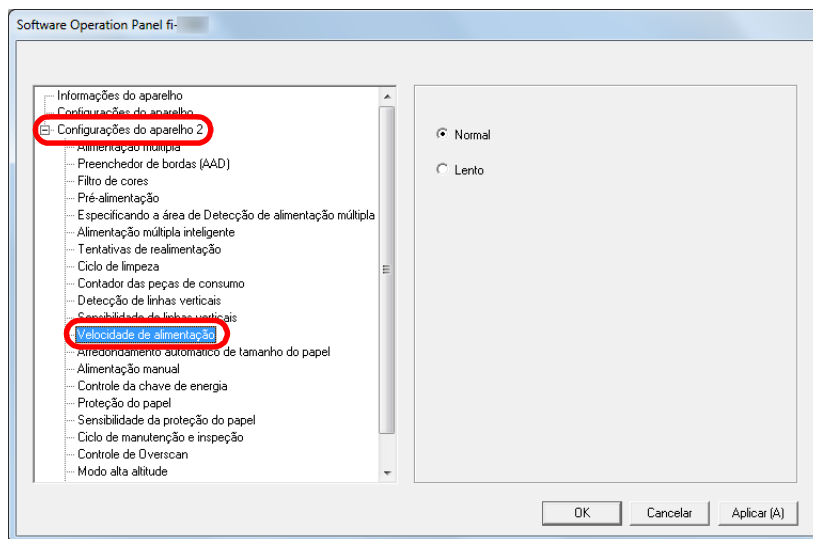 Software Operation Panel fi-
Informações do aparelho
Configurações do aparelho
Configurações do aparelho 2
Alimentação múltipla
Preenchedor de bordas (AAD)
Filtro de cores
Pré-alimentação
Especificando a área de Detecção de alimentação múltipla
Alimentação múltipla inteligente
Tentativas de realimentação
Ciclo de limpeza
Contador das peças de consumo
Detecção de linhas verticais
Sensibilidade de linhas verticais
Velocidade de alimentação
Arredondamento automático de tamanho do papel
Alimentação manual
Controle da chave de energia
Proteção do papel
Sensibilidade da proteção do papel
Ciclo de manutenção e inspeção
Controle de Overscan
Modo alta altitude
Normal
Lento
OK Cancelar Aplicar (A)